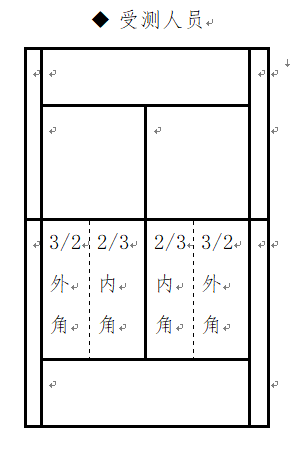 ◆ 受测人员
3/2 2/3 2/3 3/2
外 内 内 外
角 角 角 角